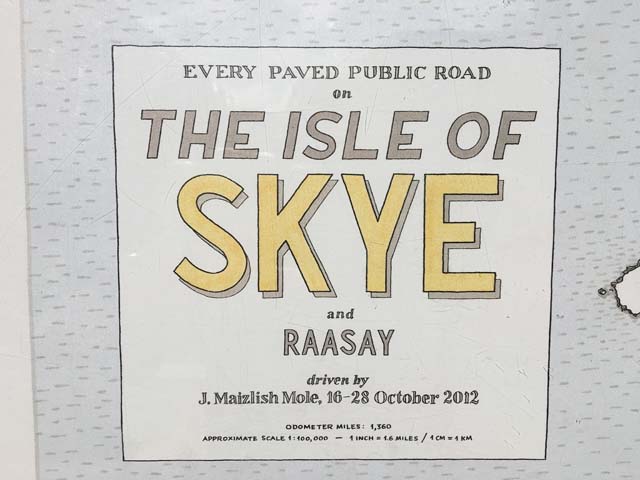 EVERY PAVED PUBLIC ROAD
on
THE ISLE OF
SKYE
and
RAASAY
driven by
J. Maizlish Mole, 16-28 October 2012
ODOMETER MILES: 1,360
APPROXIMATE SCALE 1:100,000 — 1 INCH = 1.6 MILES / 1 CM = 1 KM